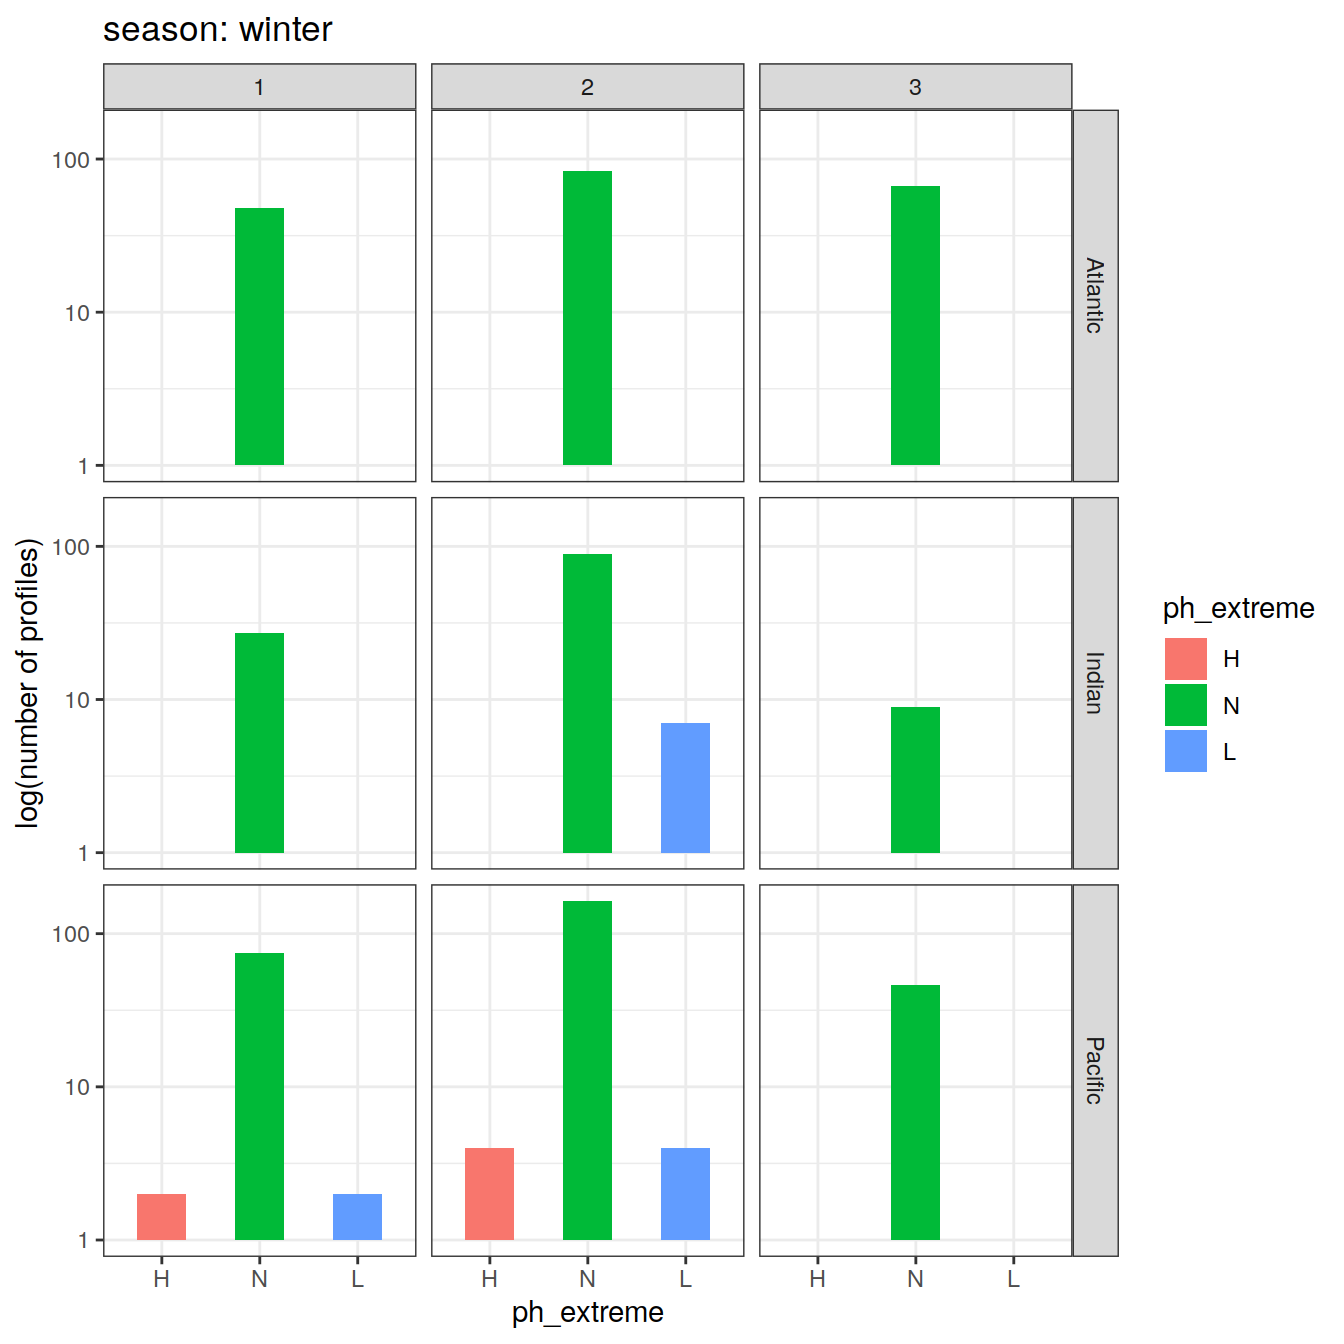 season: winter
1 2 3
100
10
1
Atlantic
100
10
1
Indian
100
10
1
Pacific
H N L H N L H N L
ph_extreme
log(number of profiles)
ph_extreme
H
N
L